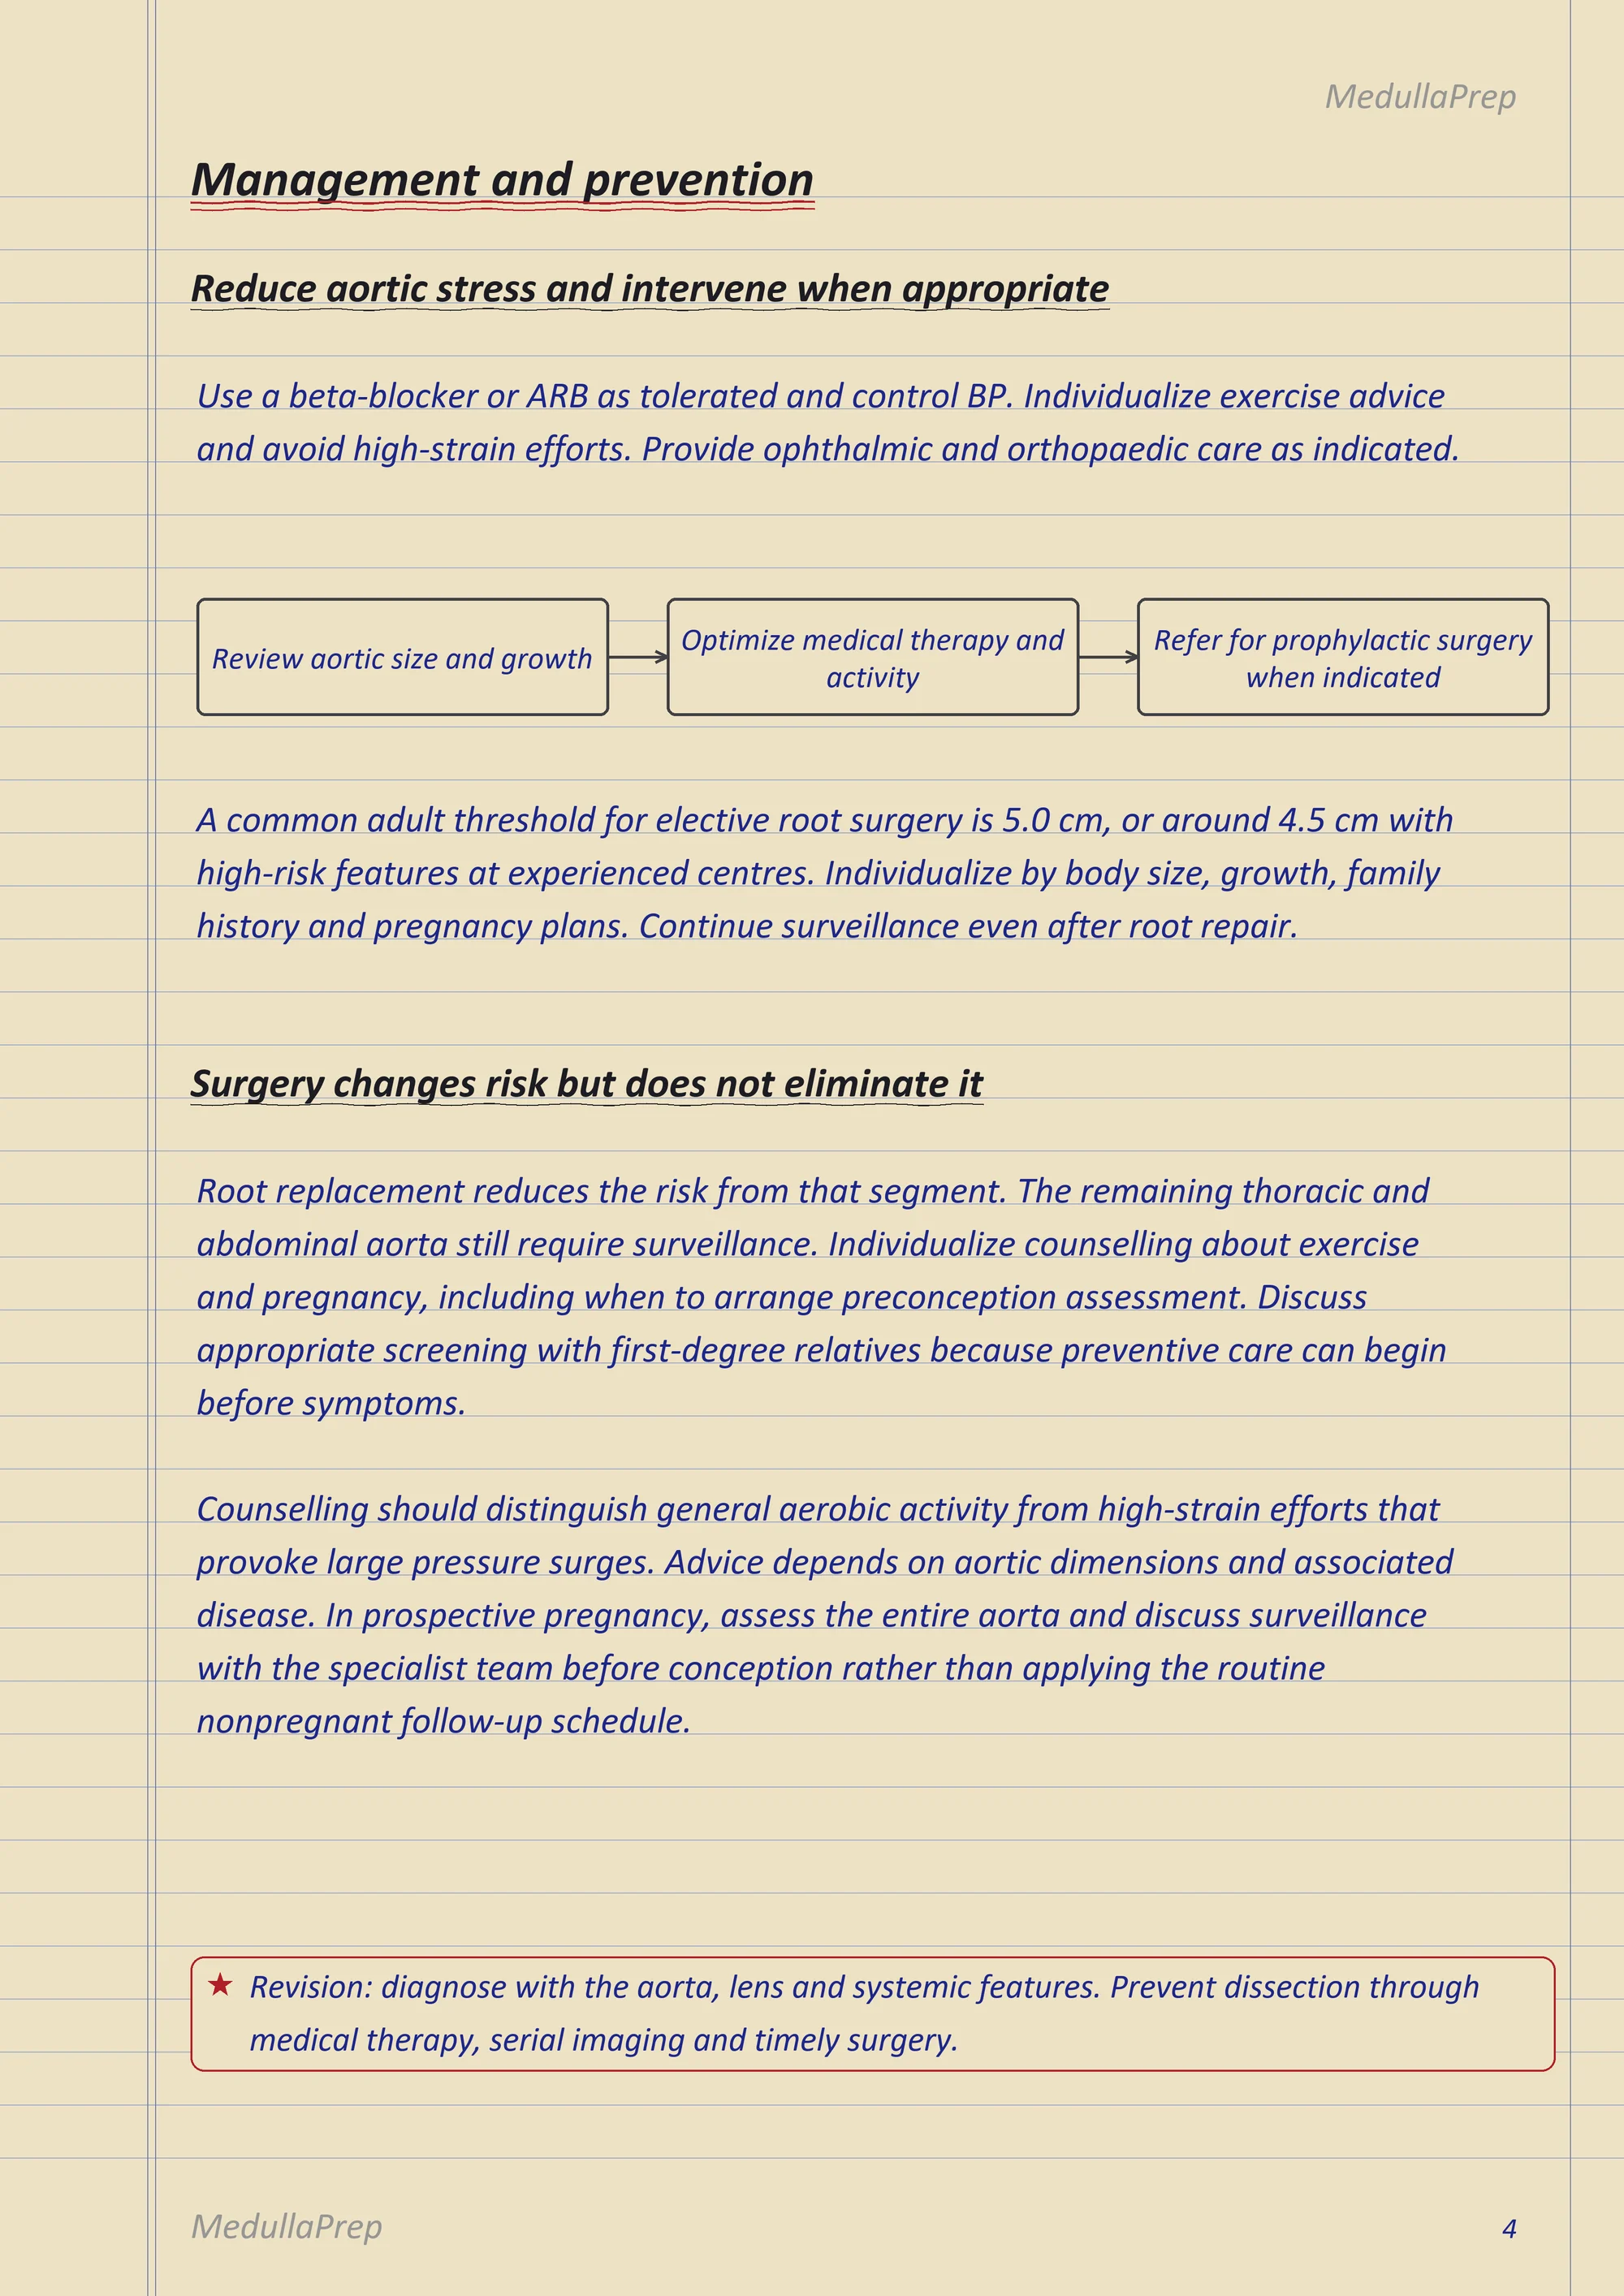 MedullaPrep
Management and prevention
Reduce aortic stress and intervene when appropriate
Use a beta-blocker or ARB as tolerated and control BP. Individualize exercise advice
and avoid high-strain efforts. Provide ophthalmic and orthopaedic care as indicated.
Review aortic size and growth
Optimize medical therapy and
activity
Refer for prophylactic surgery
when indicated
A common adult threshold for elective root surgery is 5.0 cm, or around 4.5 cm with
high-risk features at experienced centres. Individualize by body size, growth, family
history and pregnancy plans. Continue surveillance even after root repair.
Surgery changes risk but does not eliminate it
Root replacement reduces the risk from that segment. The remaining thoracic and
abdominal aorta still require surveillance. Individualize counselling about exercise
and pregnancy, including when to arrange preconception assessment. Discuss
appropriate screening with first-degree relatives because preventive care can begin
before symptoms.
Counselling should distinguish general aerobic activity from high-strain efforts that
provoke large pressure surges. Advice depends on aortic dimensions and associated
disease. In prospective pregnancy, assess the entire aorta and discuss surveillance
with the specialist team before conception rather than applying the routine
nonpregnant follow-up schedule.
★ Revision: diagnose with the aorta, lens and systemic features. Prevent dissection through
medical therapy, serial imaging and timely surgery.
MedullaPrep
4